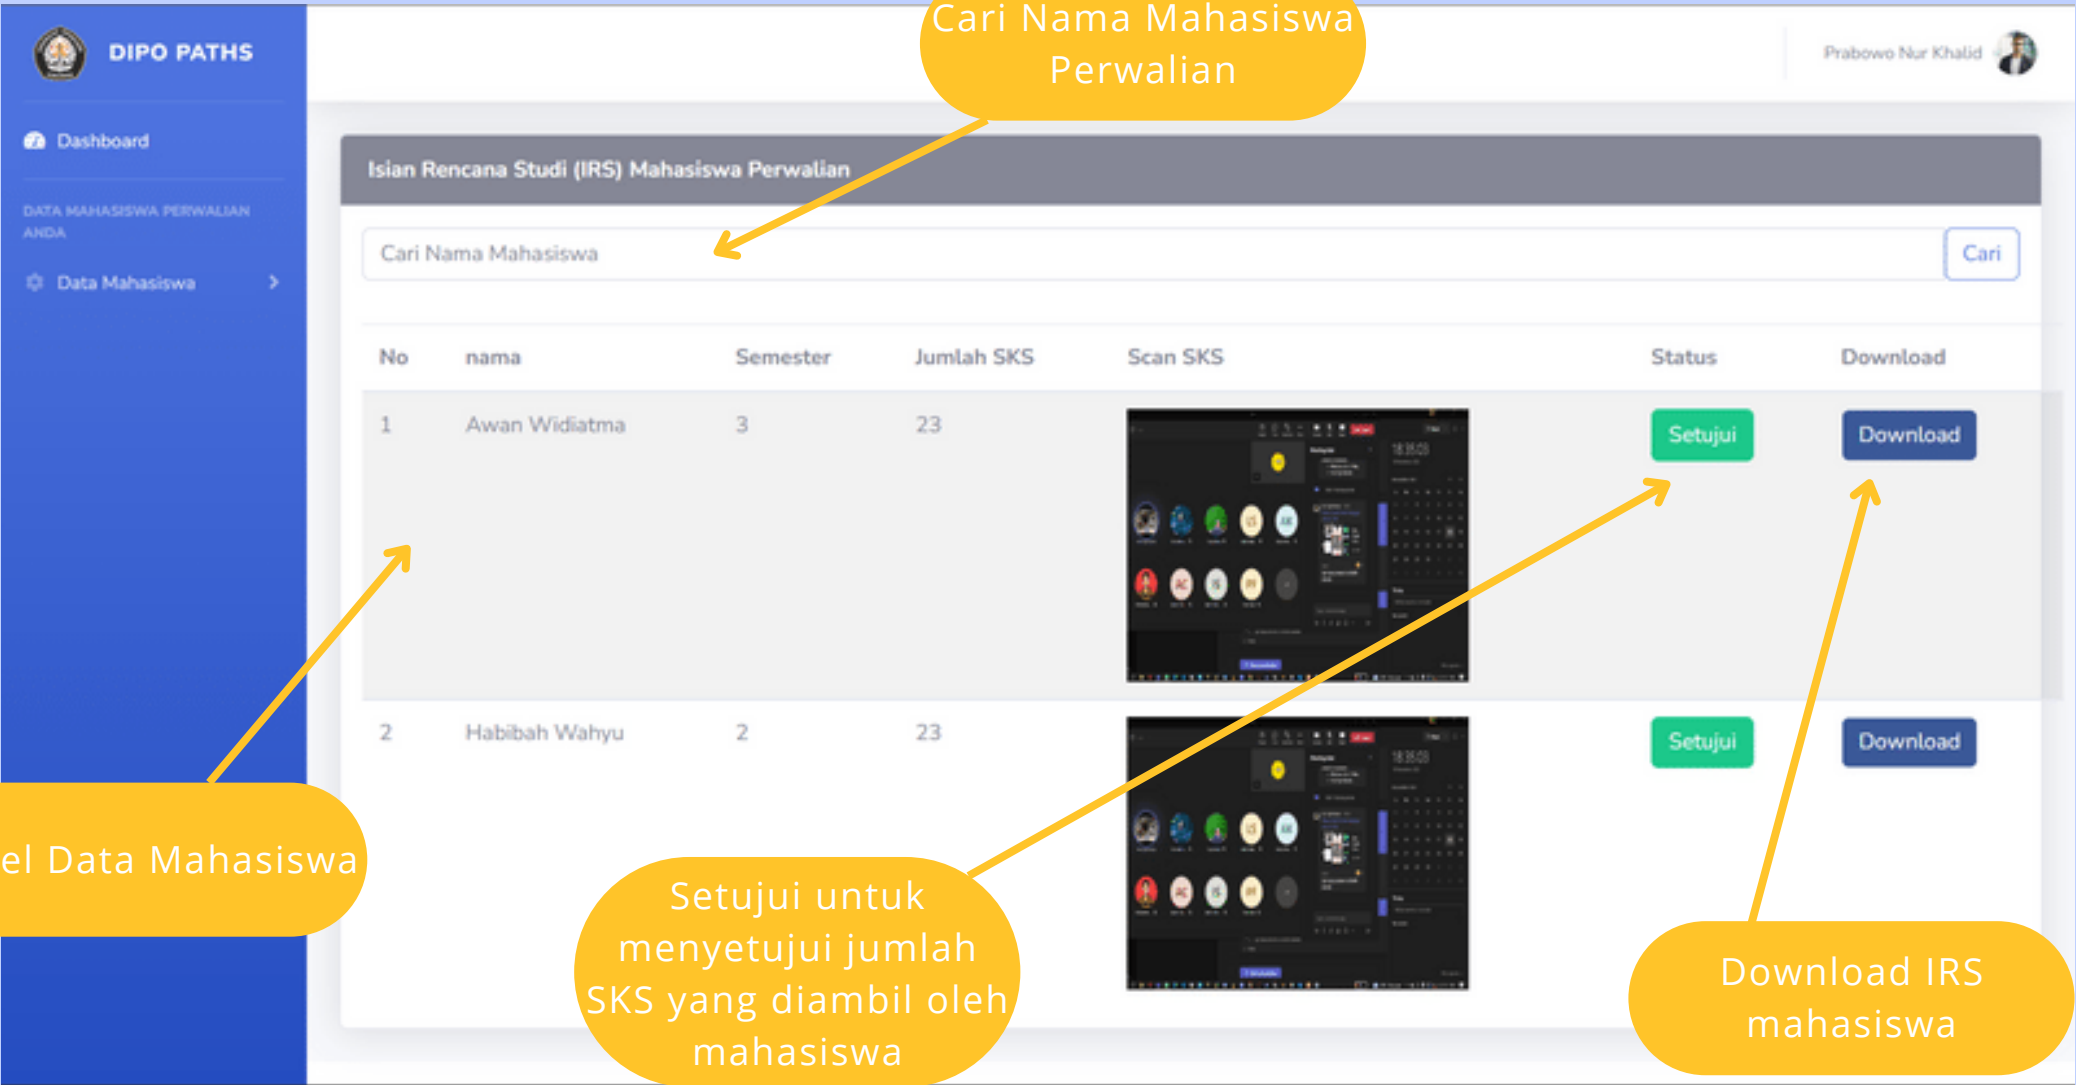 Cari Nama Mahasiswa
Perwalian
DIPO PATHS
Prabowo Nur Khalid
Dashboard
DATA MAHASISWA PERWALIAN
ANDA
Data Mahasiswa
Isian Rencana Studi (IRS) Mahasiswa Perwalian
Cari Nama Mahasiswa
Cari
No nama Semester Jumlah SKS Scan SKS Status Download
1 Awan Widiatma 3 23 Setujui Download
2 Habibah Wahyu 2 23 Setujui Download
el Data Mahasiswa
Setujui untuk
menyetujui jumlah
SKS yang diambil oleh
mahasiswa
Download IRS
mahasiswa